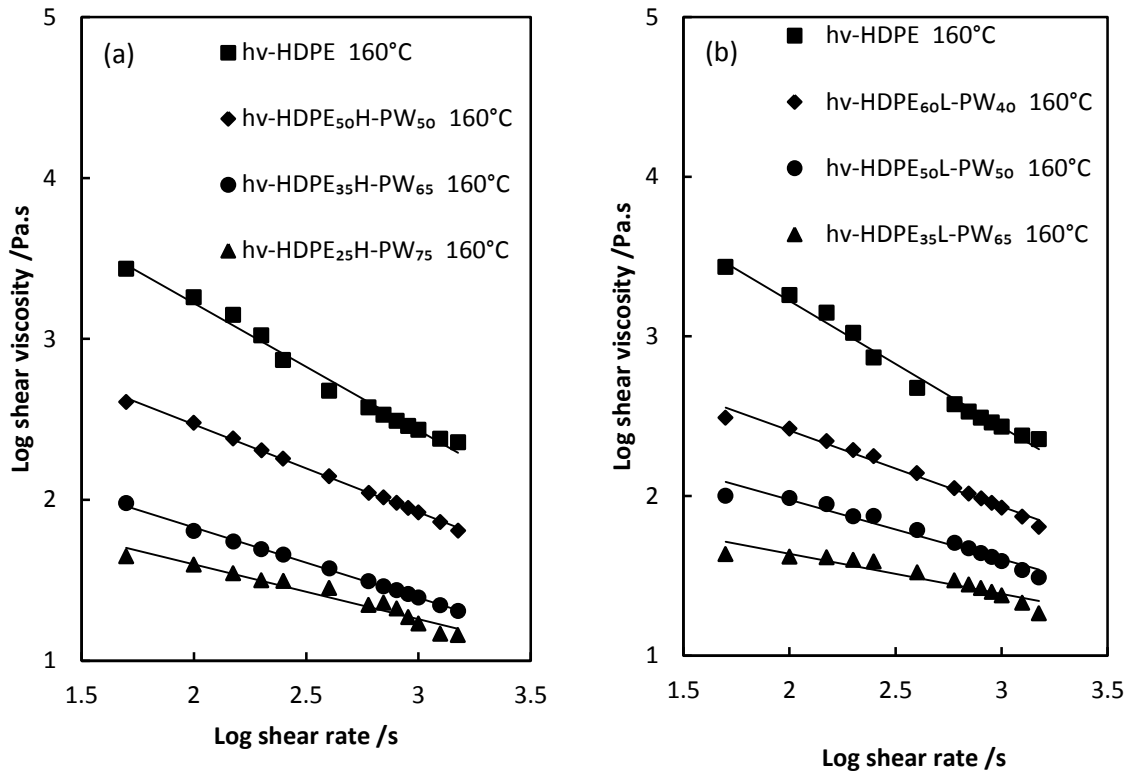 (a)
hv-HDPE 160°C
hv-HDPE₅₀H-PW₅₀ 160°C
hv-HDPE₃₅H-PW₆₅ 160°C
hv-HDPE₂₅H-PW₇₅ 160°C
Log shear viscosity /Pa.s
5
4
3
2
1
1.5 2 2.5 3 3.5
Log shear rate /s
(b)
hv-HDPE 160°C
hv-HDPE₆₀L-PW₄₀ 160°C
hv-HDPE₅₀L-PW₅₀ 160°C
hv-HDPE₃₅L-PW₆₅ 160°C
Log shear viscosity /Pa.s
5
4
3
2
1
1.5 2 2.5 3 3.5
Log shear rate /s